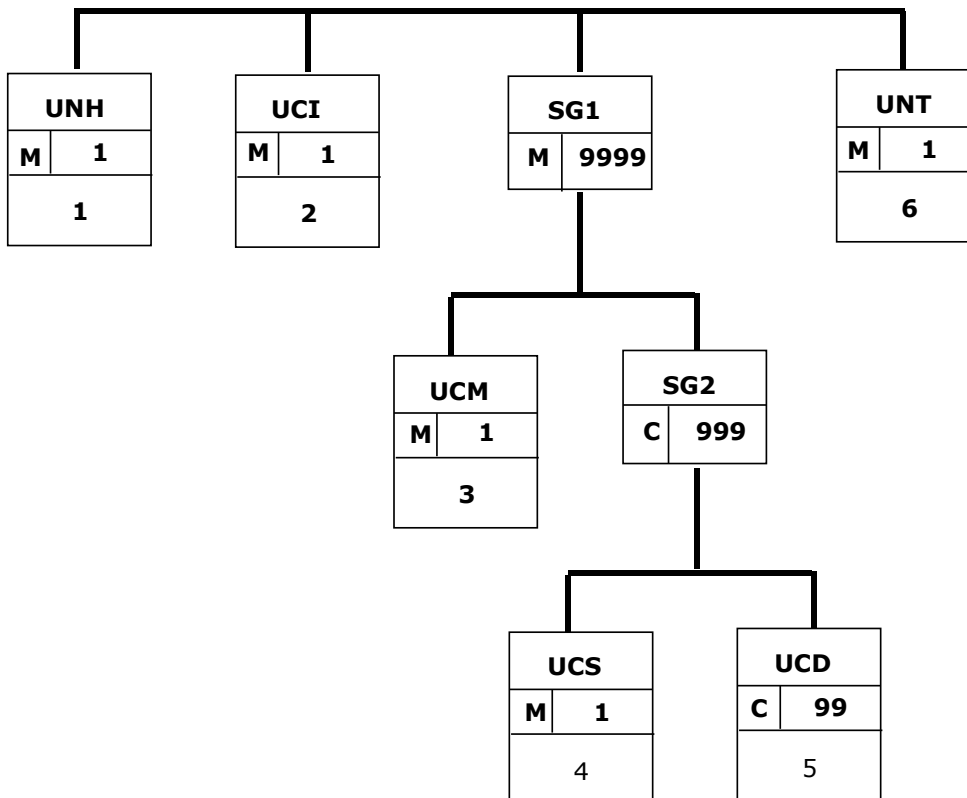 UNH
M 1
1
UCI
M 1
2
SG1
M 9999
UNT
M 1
6
UCM
M 1
3
SG2
C 999
UCS
M 1
4
UCD
C 99
5